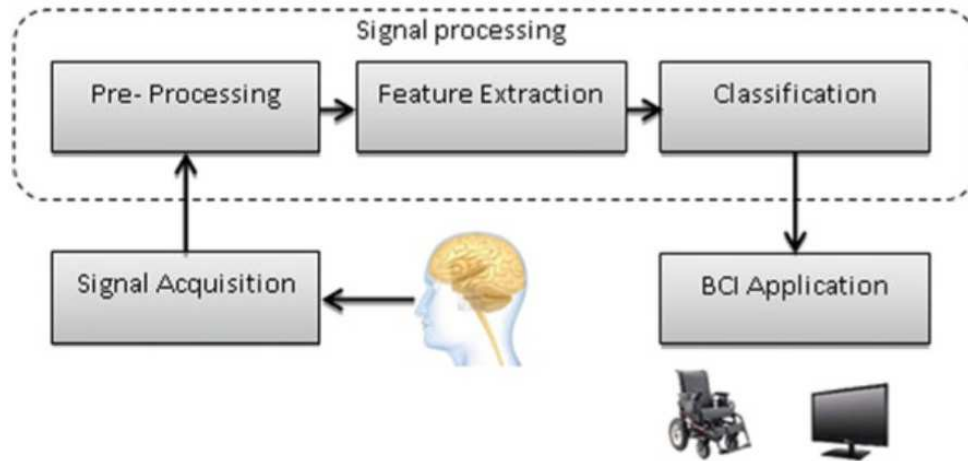 Signal processing
Pre- Processing
Feature Extraction
Classification
Signal Acquisition
BCI Application